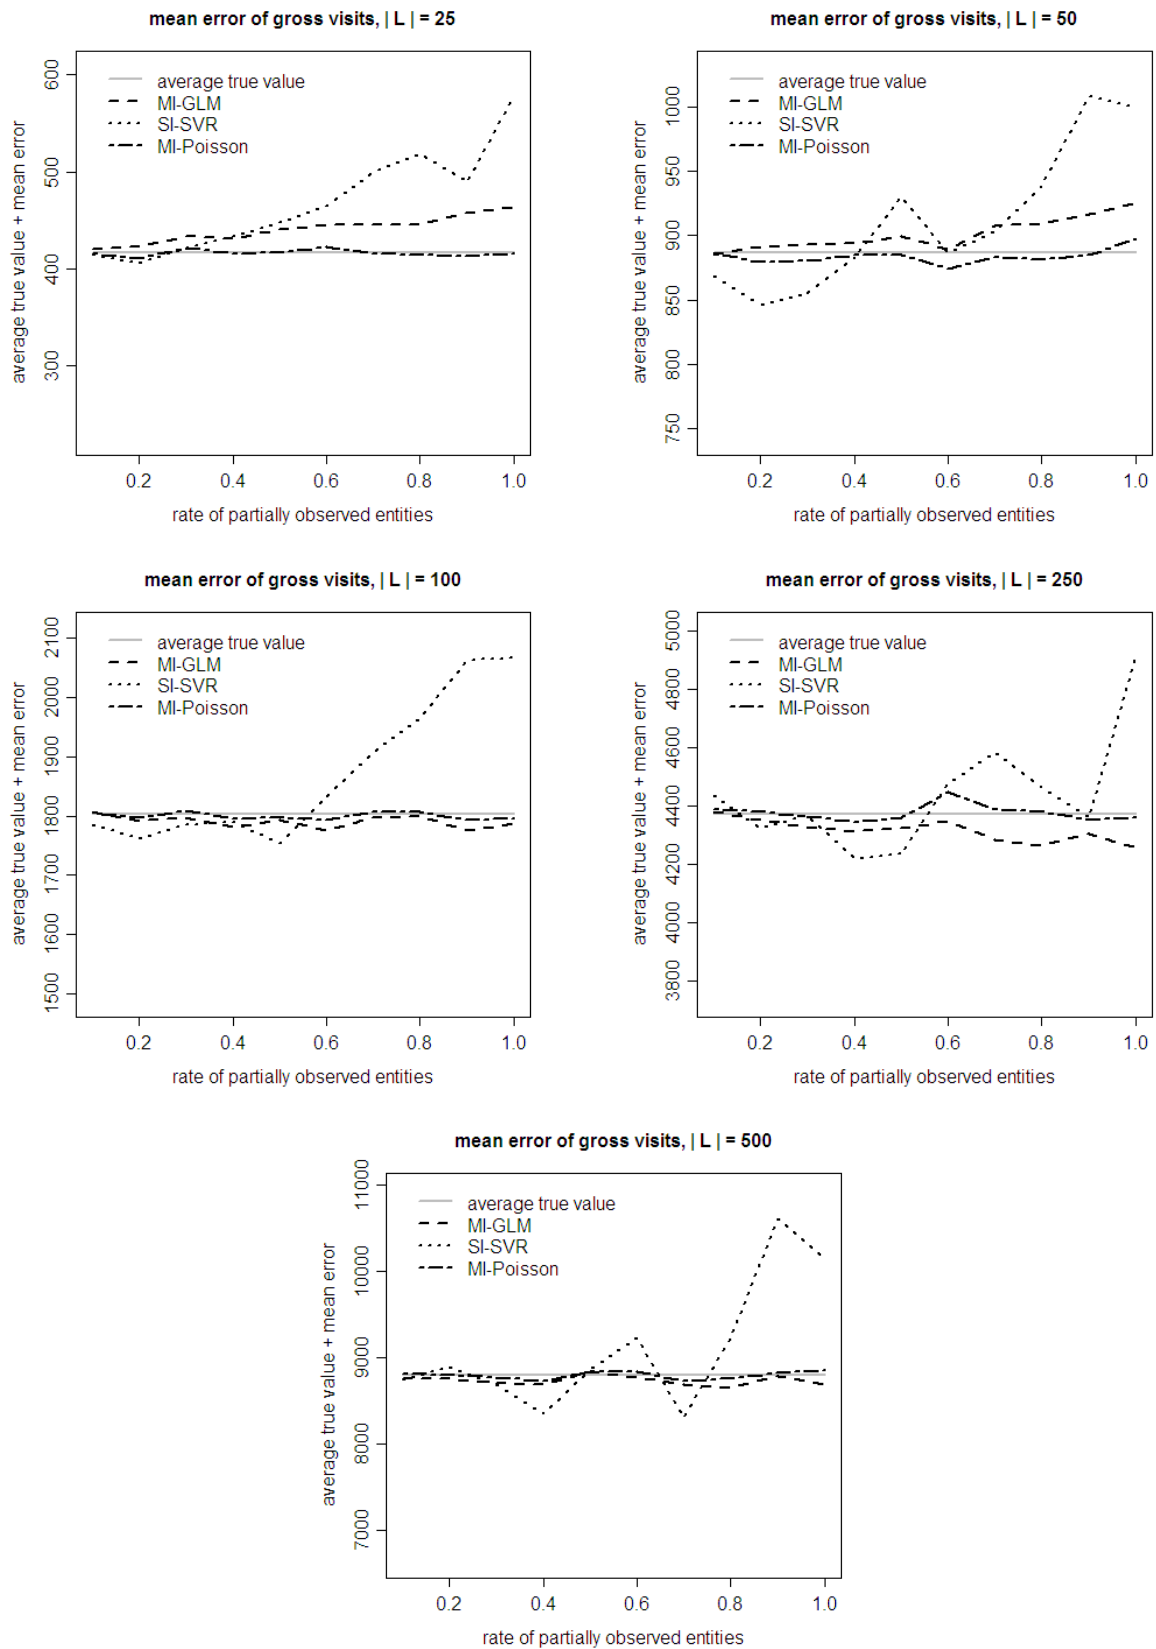 mean error of gross visits, | L | = 25
average true value + mean error
600
500
400
300
average true value
MI-GLM
SI-SVR
MI-Poisson
0.2 0.4 0.6 0.8 1.0
rate of partially observed entities
mean error of gross visits, | L | = 50
average true value + mean error
1000
950
900
850
800
750
average true value
MI-GLM
SI-SVR
MI-Poisson
0.2 0.4 0.6 0.8 1.0
rate of partially observed entities
mean error of gross visits, | L | = 100
average true value + mean error
2100
2000
1900
1800
1700
1600
1500
average true value
MI-GLM
SI-SVR
MI-Poisson
0.2 0.4 0.6 0.8 1.0
rate of partially observed entities
mean error of gross visits, | L | = 250
average true value + mean error
5000
4800
4600
4400
4200
4000
3800
average true value
MI-GLM
SI-SVR
MI-Poisson
0.2 0.4 0.6 0.8 1.0
rate of partially observed entities
mean error of gross visits, | L | = 500
average true value + mean error
11000
10000
9000
8000
7000
average true value
MI-GLM
SI-SVR
MI-Poisson
0.2 0.4 0.6 0.8 1.0
rate of partially observed entities